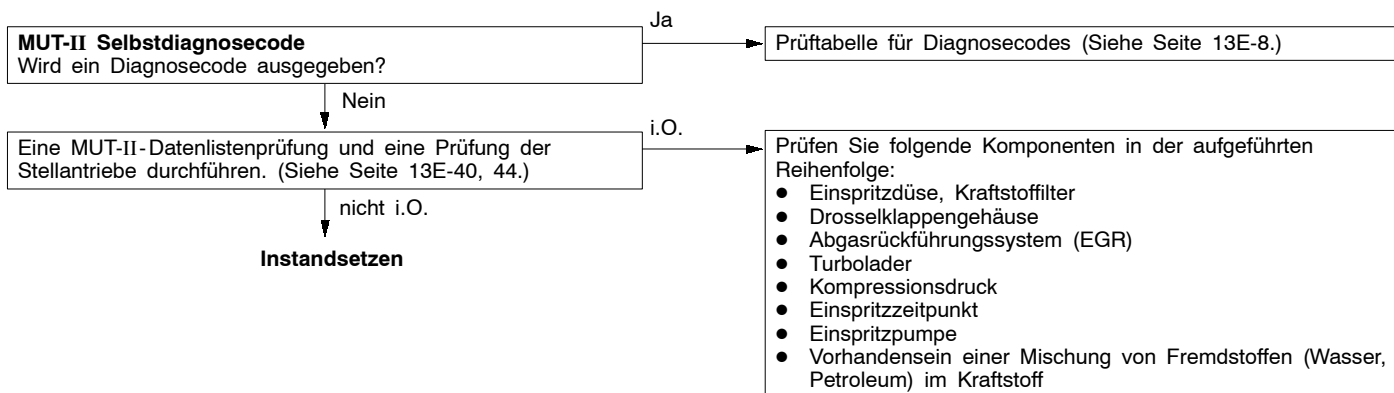 MUT-II Selbstdiagnosecode
Wird ein Diagnosecode ausgegeben?
Ja
Prüftabelle für Diagnosecodes (Siehe Seite 13E-8.)
Nein
Eine MUT-II-Datenlistenprüfung und eine Prüfung der
Stellantriebe durchführen. (Siehe Seite 13E-40, 44.)
i.O.
Prüfen Sie folgende Komponenten in der aufgeführten
Reihenfolge:
● Einspritzdüse, Kraftstoffilter
● Drosselklappengehäuse
● Abgasrückführungssystem (EGR)
● Turbolader
● Kompressionsdruck
● Einspritzzeitpunkt
● Einspritzpumpe
● Vorhandensein einer Mischung von Fremdstoffen (Wasser,
Petroleum) im Kraftstoff
nicht i.O.
Instandsetzen